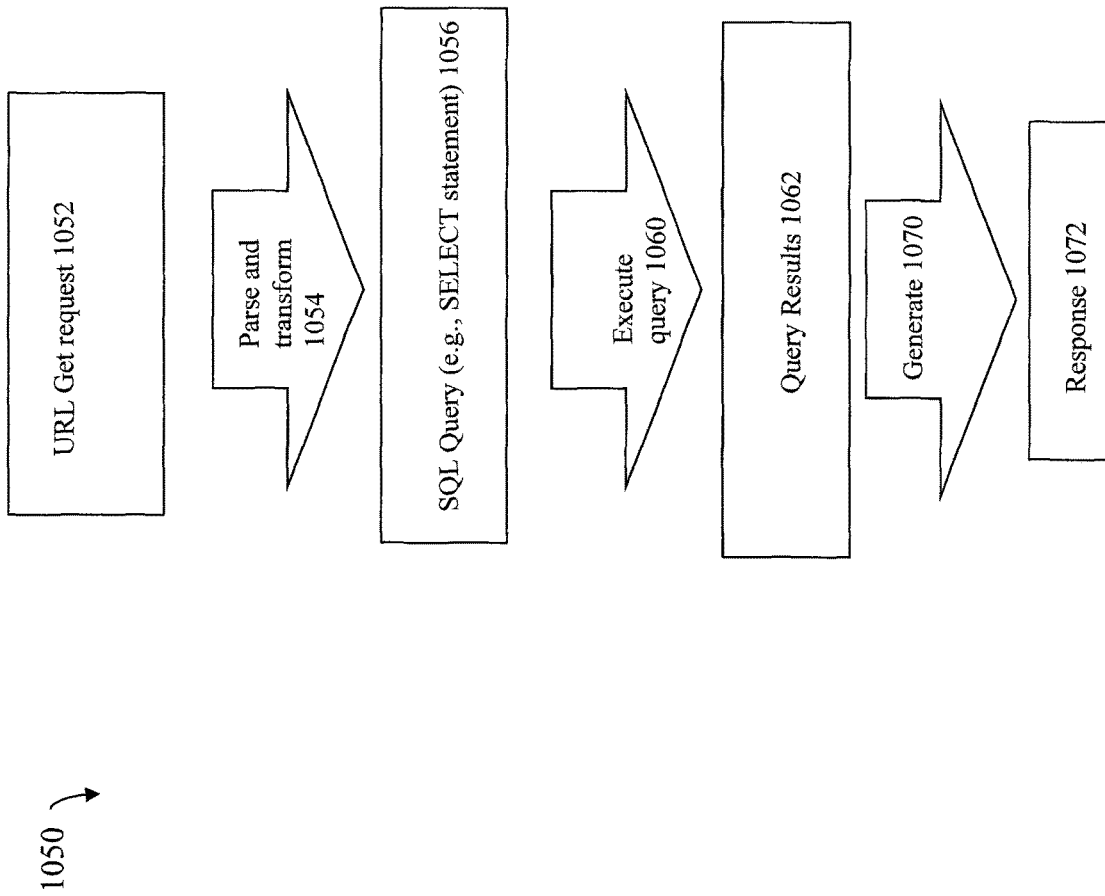 1050
URL Get request 1052
Parse and
transform
1054
SQL Query (e.g., SELECT statement) 1056
Execute
query 1060
Query Results 1062
Generate 1070
Response 1072